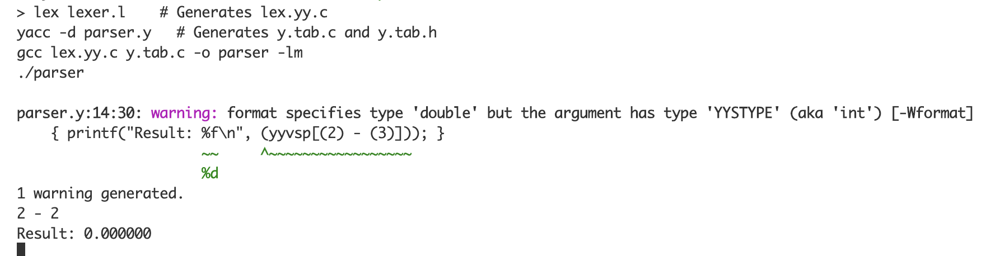 > lex lexer.l    # Generates lex.yy.c
yacc -d parser.y   # Generates y.tab.c and y.tab.h
gcc lex.yy.c y.tab.c -o parser -lm
./parser

parser.y:14:30: warning: format specifies type 'double' but the argument has type 'YYSTYPE' (aka 'int') [-Wformat]
    { printf("Result: %f\n", (yyvsp[(2) - (3)])); }
                      ~~     ^~~~~~~~~~~~~~~~~~
                      %d
1 warning generated.
2 - 2
Result: 0.000000